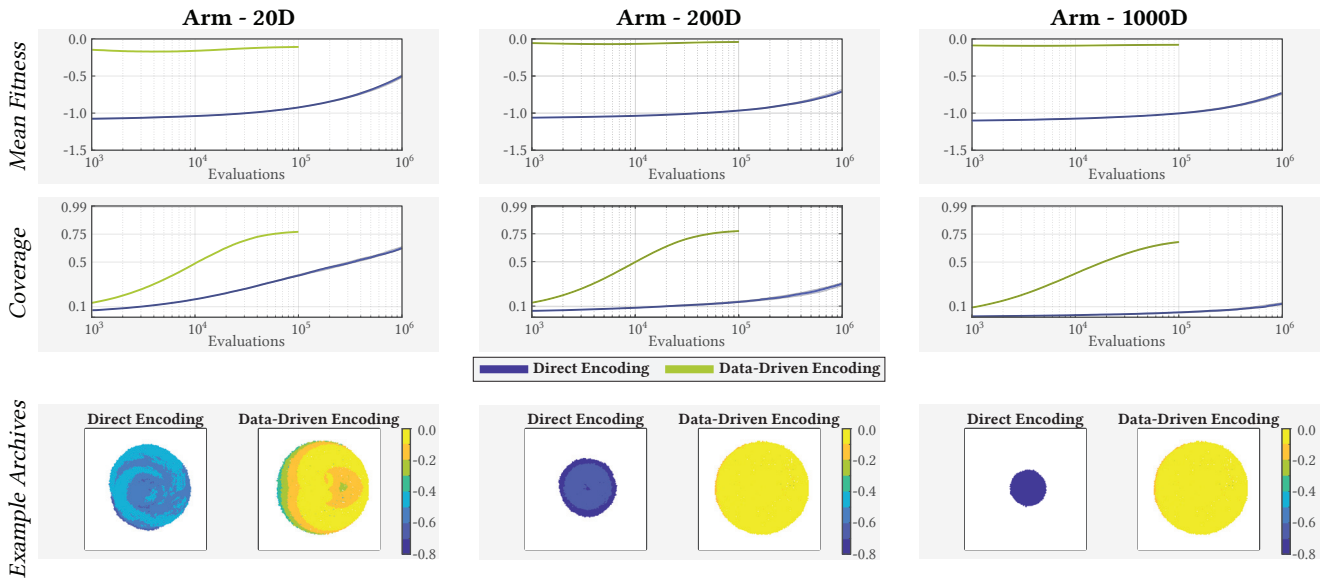 Arm - 20D
Arm - 200D
Arm - 1000D
Mean Fitness
0.0
-0.5
-1.0
-1.5
10^3 10^4 10^5 10^6
Evaluations
0.0
-0.5
-1.0
-1.5
10^3 10^4 10^5 10^6
Evaluations
0.0
-0.5
-1.0
-1.5
10^3 10^4 10^5 10^6
Evaluations
Coverage
0.99
0.75
0.5
0.1
10^3 10^4 10^5 10^6
Evaluations
0.99
0.75
0.5
0.1
10^3 10^4 10^5 10^6
Evaluations
0.99
0.75
0.5
0.1
10^3 10^4 10^5 10^6
Evaluations
Direct Encoding Data-Driven Encoding
Example Archives
Direct Encoding Data-Driven Encoding
0.0
-0.2
-0.4
-0.6
-0.8
Direct Encoding Data-Driven Encoding
0.0
-0.2
-0.4
-0.6
-0.8
Direct Encoding Data-Driven Encoding
0.0
-0.2
-0.4
-0.6
-0.8